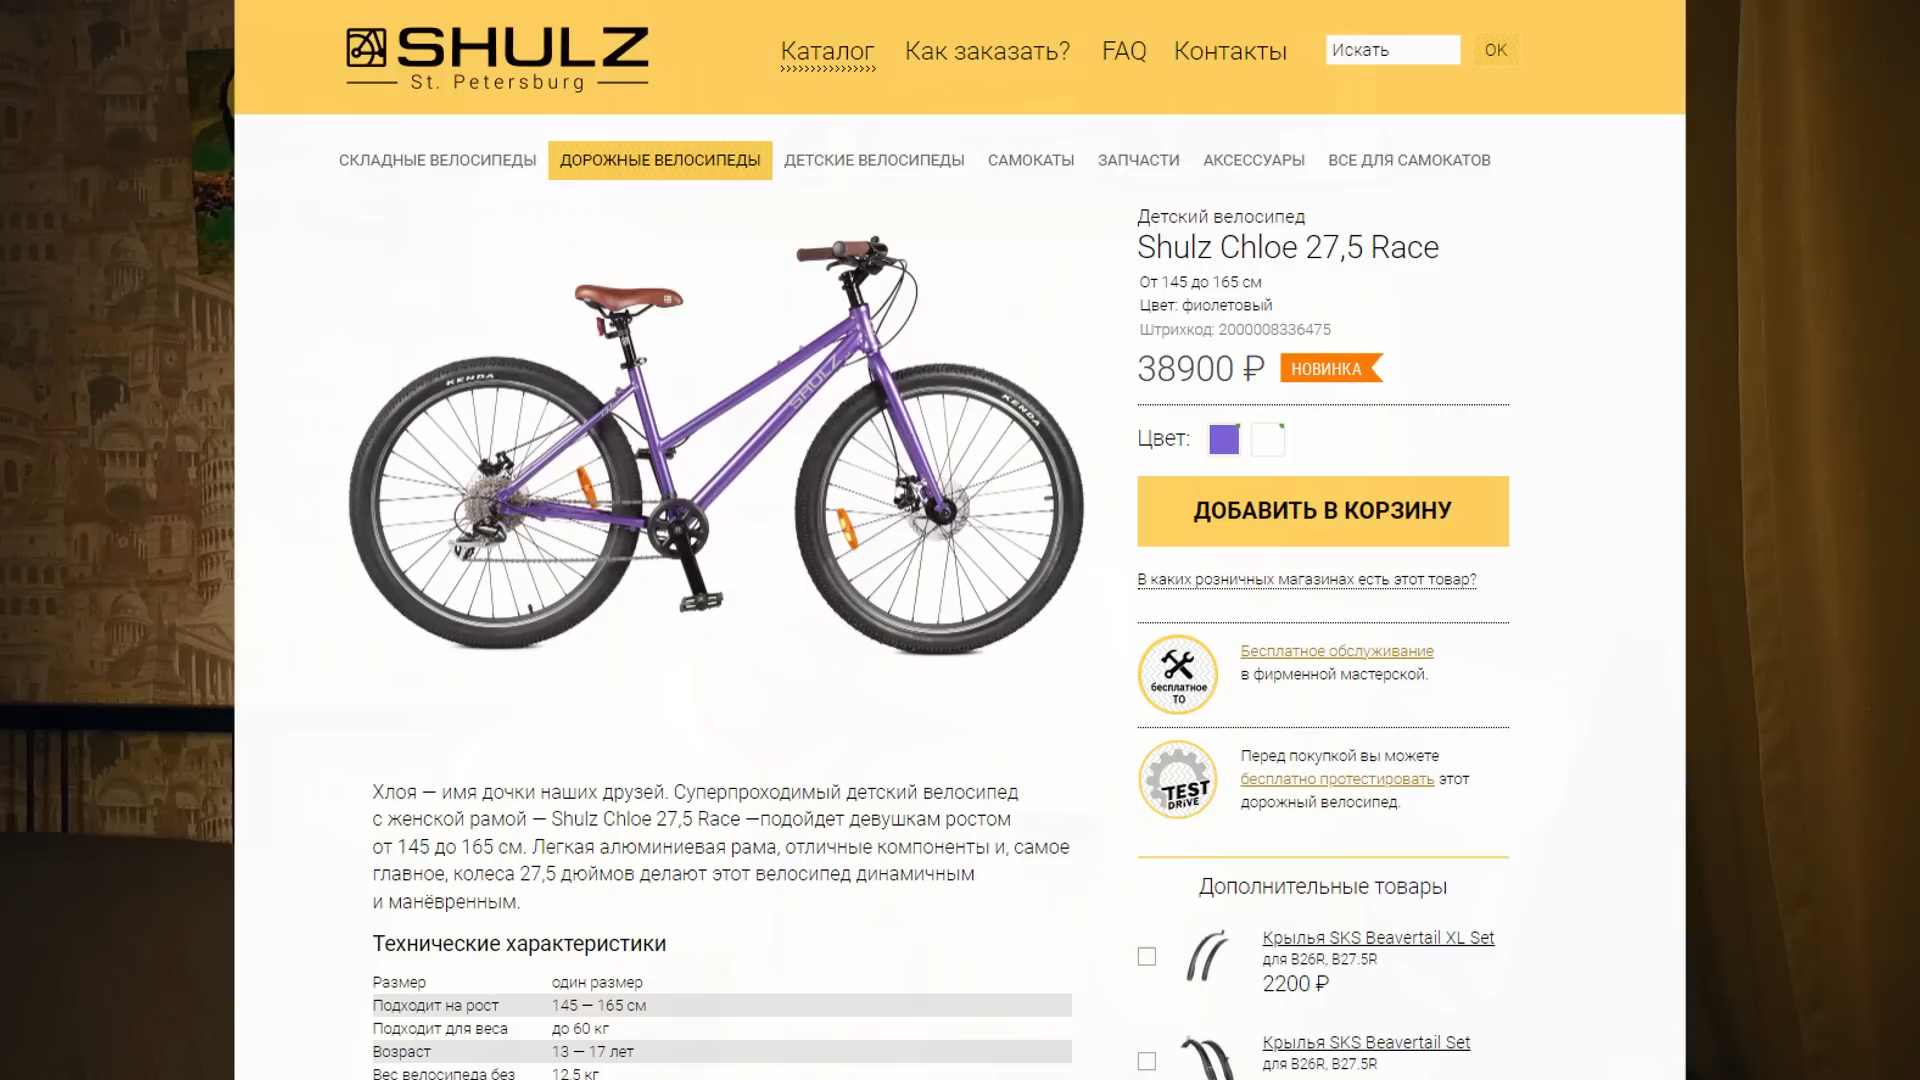 SHULZ
St. Petersburg
Каталог
Как заказать?
FAQ
Контакты
Искать
OK
СКЛАДНЫЕ ВЕЛОСИПЕДЫ
ДОРОЖНЫЕ ВЕЛОСИПЕДЫ
ДЕТСКИЕ ВЕЛОСИПЕДЫ
САМОКАТЫ
ЗАПЧАСТИ
АКСЕССУАРЫ
ВСЕ ДЛЯ САМОКАТОВ
KENDA
SHULZ
KENDA
Детский велосипед
Shulz Chloe 27,5 Race
От 145 до 165 см
Цвет: фиолетовый
Штрихкод: 2000008336475
38900 ₽
НОВИНКА
Цвет:
ДОБАВИТЬ В КОРЗИНУ
В каких розничных магазинах есть этот товар?
бесплатное
ТО
Бесплатное обслуживание
в фирменной мастерской.
TEST
DRIVE
Перед покупкой вы можете
бесплатно протестировать этот
дорожный велосипед.
Хлоя — имя дочки наших друзей. Суперпроходимый детский велосипед
с женской рамой — Shulz Chloe 27,5 Race —подойдет девушкам ростом
от 145 до 165 см. Легкая алюминиевая рама, отличные компоненты и, самое
главное, колеса 27,5 дюймов делают этот велосипед динамичным
и манёвренным.
Технические характеристики
Размер один размер
Подходит на рост 145 — 165 см
Подходит для веса до 60 кг
Возраст 13 — 17 лет
Вес велосипеда без 12,5 кг
Дополнительные товары
Крылья SKS Beavertail XL Set
для B26R, B27.5R
2200 ₽
Крылья SKS Beavertail Set
для B26R, B27.5R